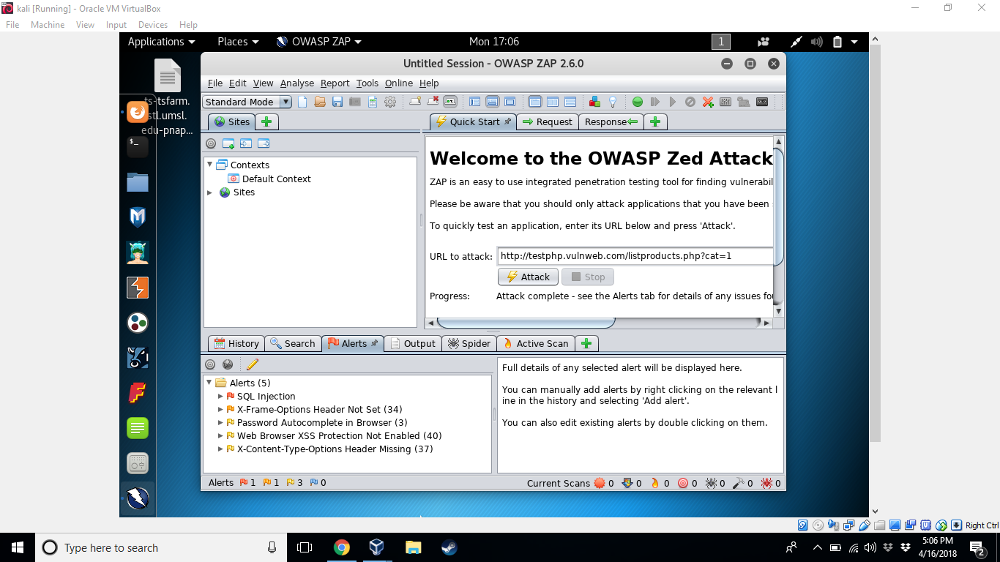 kali [Running] - Oracle VM VirtualBox
File Machine View Input Devices Help
Applications Places OWASP ZAP Mon 17:06 1
Untitled Session - OWASP ZAP 2.6.0
File Edit View Analyse Report Tools Online Help
Standard Mode
ts-tsfarm.
stl.umsl.
edu-pnap...
Sites
Quick Start Request Response
Contexts
Default Context
Sites
Welcome to the OWASP Zed Attack
ZAP is an easy to use integrated penetration testing tool for finding vulnerabil
Please be aware that you should only attack applications that you have been
To quickly test an application, enter its URL below and press 'Attack'.
URL to attack: http://testphp.vulnweb.com/listproducts.php?cat=1
Attack Stop
Progress: Attack complete - see the Alerts tab for details of any issues fo
History Search Alerts Output Spider Active Scan
Alerts (5)
SQL Injection
X-Frame-Options Header Not Set (34)
Password Autocomplete in Browser (3)
Web Browser XSS Protection Not Enabled (40)
X-Content-Type-Options Header Missing (37)
Full details of any selected alert will be displayed here.
You can manually add alerts by right clicking on the relevant l
ine in the history and selecting 'Add alert'.
You can also edit existing alerts by double clicking on them.
Alerts 1 1 3 0 Current Scans 0 0 0 0 0 0 0
Right Ctrl
Type here to search
5:06 PM
4/16/2018
2